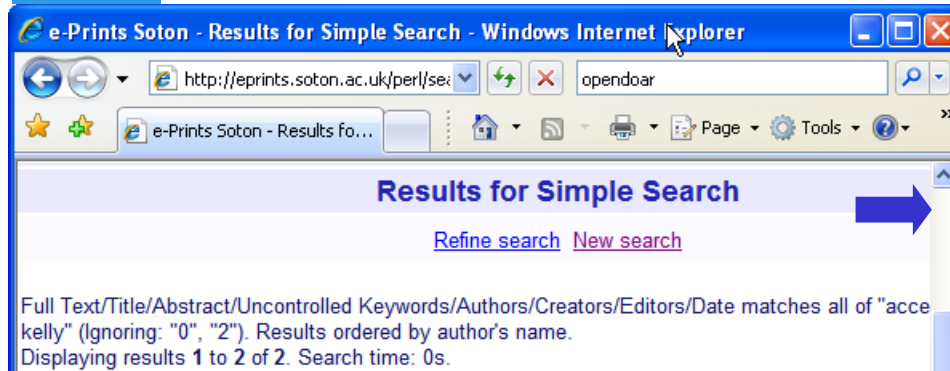 e-Prints Soton - Results for Simple Search - Windows Internet Explorer
http://eprints.soton.ac.uk/perl/sea opendoar
e-Prints Soton - Results fo... Page Tools
Results for Simple Search
Refine search New search
Full Text/Title/Abstract/Uncontrolled Keywords/Authors/Creators/Editors/Date matches all of "acce
kelly" (Ignoring: "0", "2"). Results ordered by author's name.
Displaying results 1 to 2 of 2. Search time: 0s.